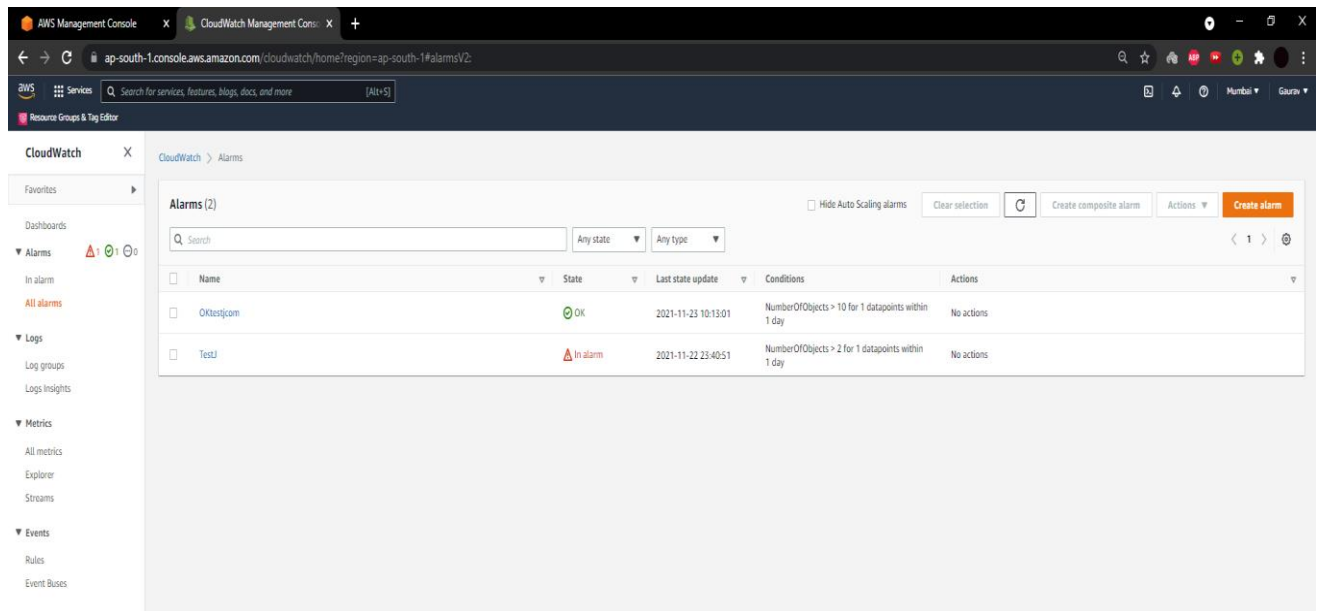 AWS Management Console X CloudWatch Management Consc X +
ap-south-1.console.aws.amazon.com/cloudwatch/home?region=ap-south-1#alarmsV2:
aws Services Search for services, features, blogs, docs, and more [Alt+S] Mumbai ▼ Gaurav ▼
Resource Groups & Tag Editor
CloudWatch X
Favorites
Dashboards
Alarms 1 1 0
In alarm
All alarms
Logs
Log groups
Logs Insights
Metrics
All metrics
Explorer
Streams
Events
Rules
Event Buses
CloudWatch > Alarms
Alarms (2) Hide Auto Scaling alarms Clear selection Create composite alarm Actions ▼ Create alarm
Search Any state ▼ Any type ▼ < 1 >
Name State Last state update Conditions Actions
OKtestjcom OK 2021-11-23 10:13:01 NumberOfObjects > 10 for 1 datapoints within No actions
1 day
TestJ In alarm 2021-11-22 23:40:51 NumberOfObjects > 2 for 1 datapoints within No actions
1 day